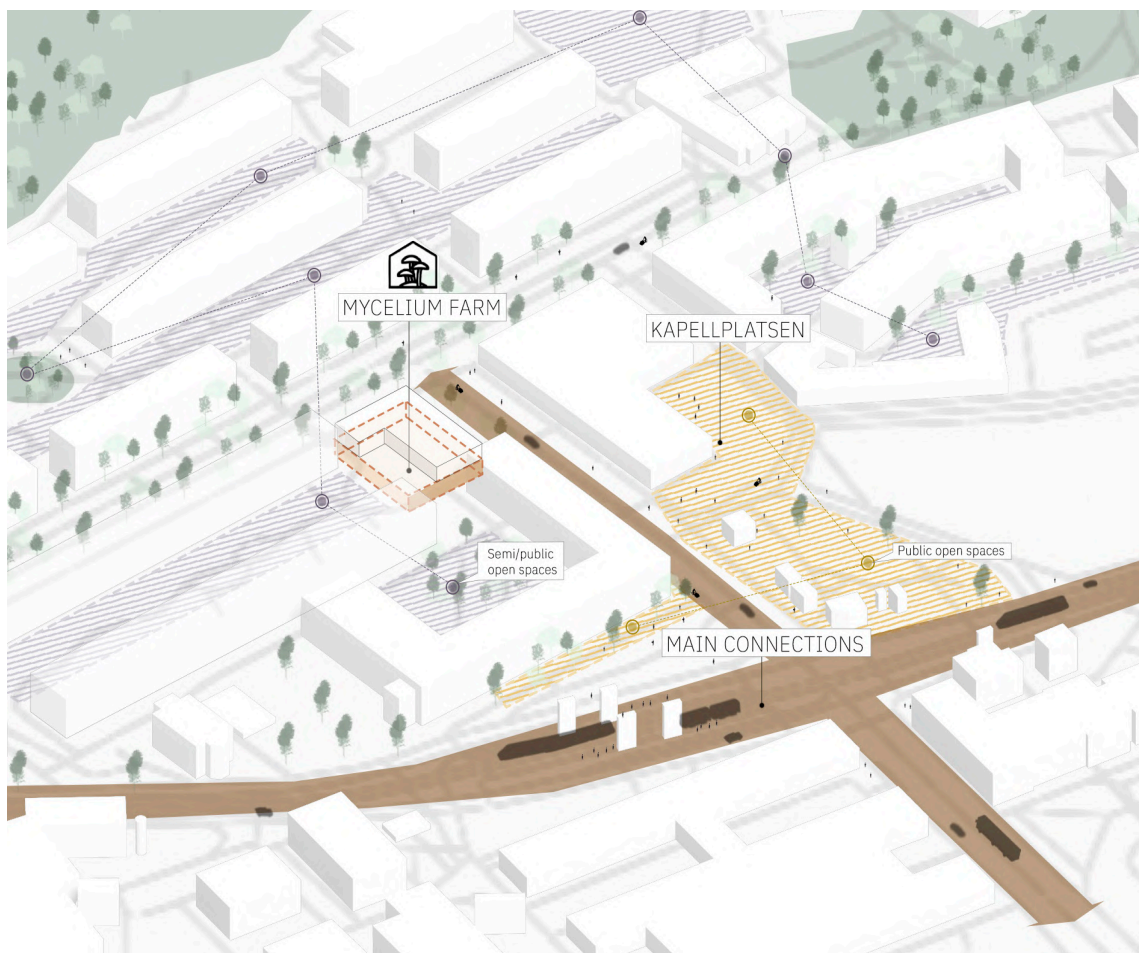 MYCELIUM FARM
KAPELLPLATSEN
Semi/public
open spaces
Public open spaces
MAIN CONNECTIONS